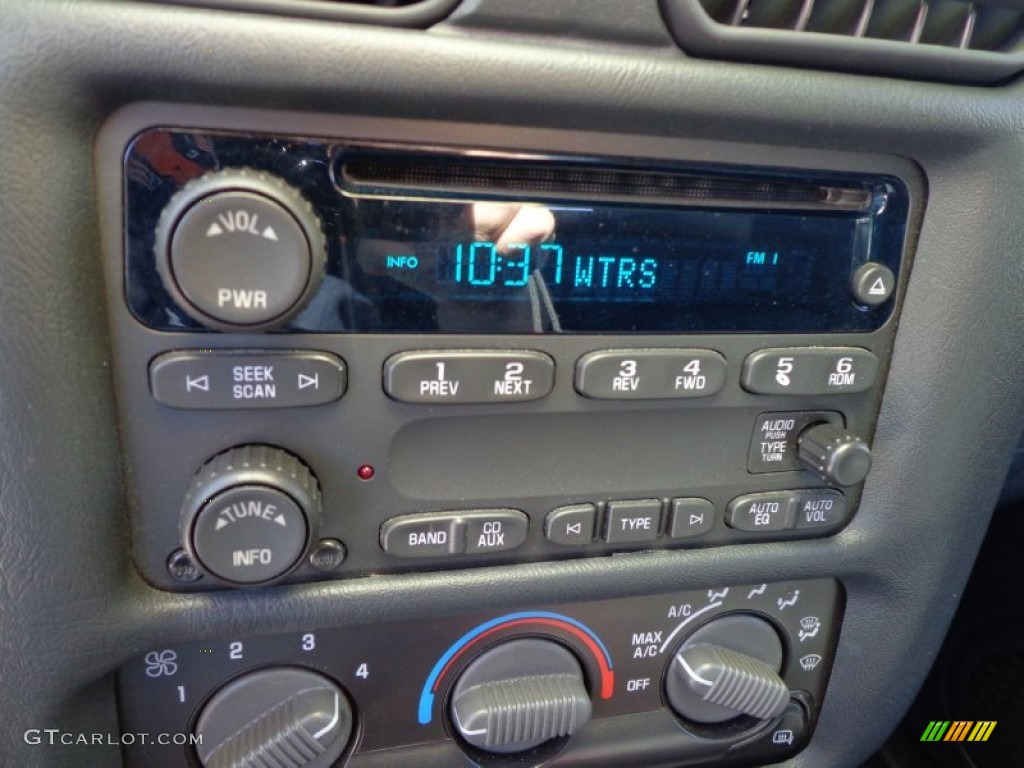 VOL
PWR
INFO 10:37 WTRS FM 1
SEEK
SCAN
1 PREV
2 NEXT
3 REV
4 FWD
5
6 RDM
AUDIO
PUSH
TYPE
TURN
TUNE
INFO
BAND
CD
AUX
TYPE
AUTO
EQ
AUTO
VOL
1 2 3 4
A/C
MAX
A/C
OFF
GTCARLOT.COM